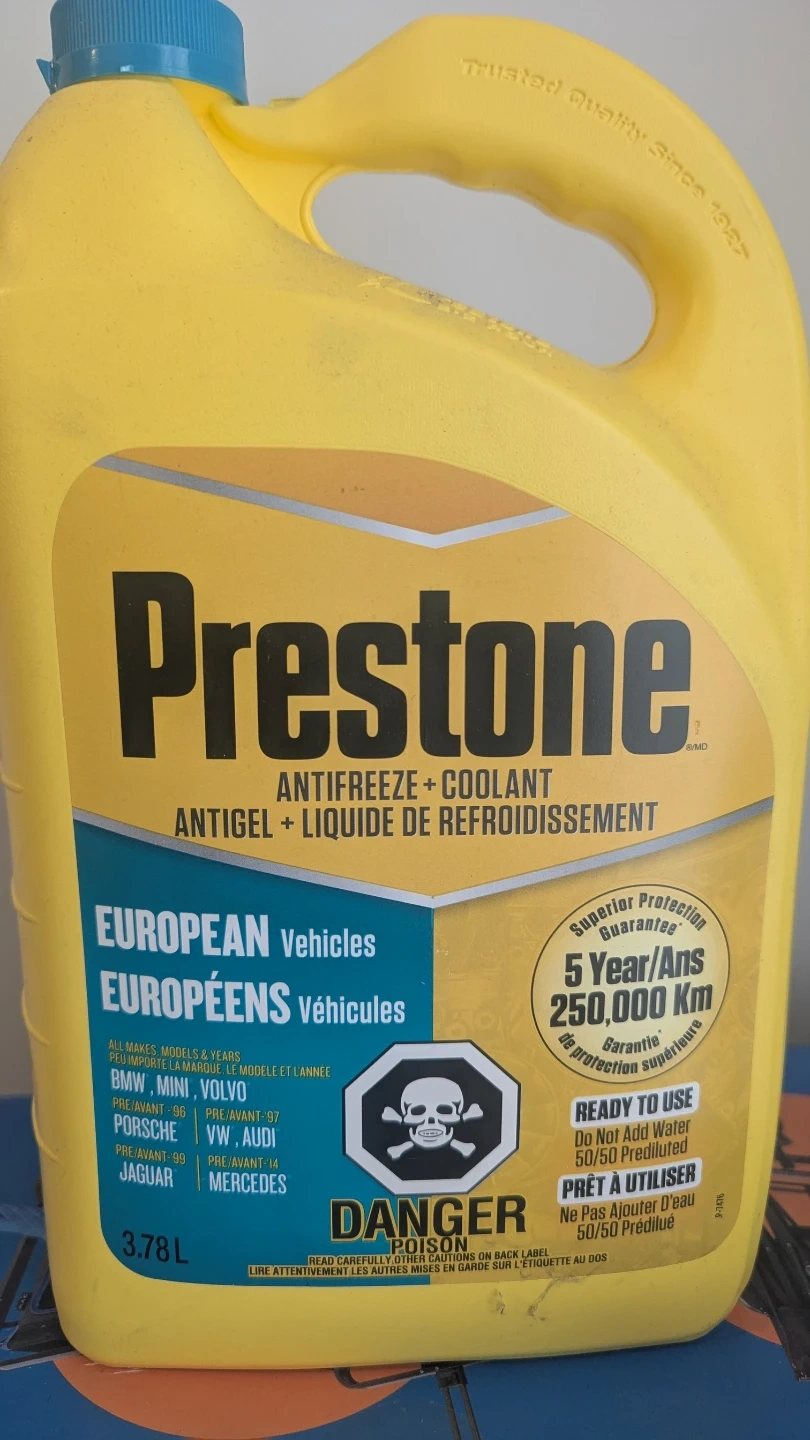 Trusted Quality Since 1927
Prestone
®/MD
ANTIFREEZE + COOLANT
ANTIGEL + LIQUIDE DE REFROIDISSEMENT
EUROPEAN Vehicles
EUROPÉENS Véhicules
ALL MAKES, MODELS & YEARS
PEU IMPORTE LA MARQUE, LE MODÈLE ET L'ANNÉE
BMW, MINI, VOLVO
PRE/AVANT-'96
PORSCHE
PRE/AVANT-'97
VW, AUDI
PRE/AVANT-'99
JAGUAR
PRE/AVANT-'14
MERCEDES
3.78 L
Superior Protection
Guarantee*
5 Year/Ans
250,000 Km
Garantie*
de protection supérieure
READY TO USE
Do Not Add Water
50/50 Prediluted
PRÊT À UTILISER
Ne Pas Ajouter D'eau
50/50 Prédilué
JP-7476
DANGER
POISON
READ CAREFULLY OTHER CAUTIONS ON BACK LABEL
LIRE ATTENTIVEMENT LES AUTRES MISES EN GARDE SUR L'ÉTIQUETTE AU DOS